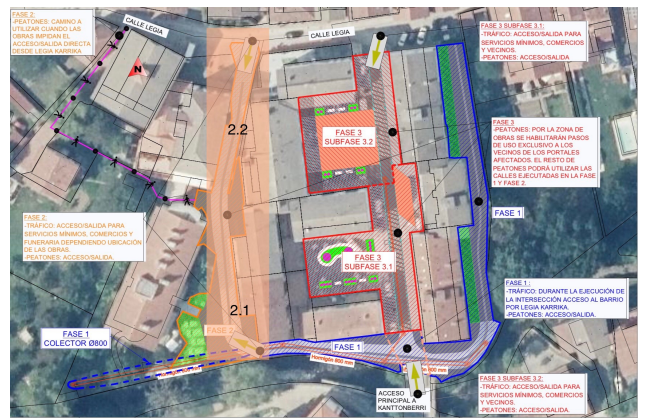 FASE 2:
-PEATONES: CAMINO A
UTILIZAR CUANDO LAS
OBRAS IMPIDAN EL
ACCESO/SALIDA DIRECTA
DESDE LEGIA KARRIKA.
CALLE LEGIA
N
CALLE LEGIA
FASE 3 SUBFASE 3.1:
-TRÁFICO: ACCESO/SALIDA PARA
SERVICIOS MÍNIMOS, COMERCIOS
Y VECINOS.
-PEATONES: ACCESO/SALIDA
2.2
FASE 3
SUBFASE 3.2
FASE 3
-PEATONES: POR LA ZONA DE
OBRAS SE HABILITARÁN PASOS
DE USO EXCLUSIVO A LOS
VECINOS DE LOS PORTALES
AFECTADOS. EL RESTO DE
PEATONES PODRÁ UTILIZAR LAS
CALLES EJECUTADAS EN LA FASE
1 Y FASE 2.
FASE 2:
-TRÁFICO: ACCESO/SALIDA PARA
SERVICIOS MÍNIMOS, COMERCIOS Y
FUNERARIA DEPENDIENDO UBICACIÓN
DE LAS OBRAS.
-PEATONES: ACCESO/SALIDA.
FASE 1
FASE 3
SUBFASE 3.1
FASE 1 :
-TRÁFICO: DURANTE LA EJECUCIÓN DE
LA INTERSECCIÓN ACCESO AL BARRIO
POR LEGIA KARRIKA.
-PEATONES: ACCESO/SALIDA.
2.1
FASE 2
FASE 1
COLECTOR Ø800
FASE 1
Hormigón 800 mm
800 mm
ACCESO
PRINCIPAL A
KANTTONBERRI
FASE 3 SUBFASE 3.2:
-TRÁFICO: ACCESO/SALIDA PARA
SERVICIOS MÍNIMOS, COMERCIOS
Y VECINOS.
-PEATONES: ACCESO/SALIDA.